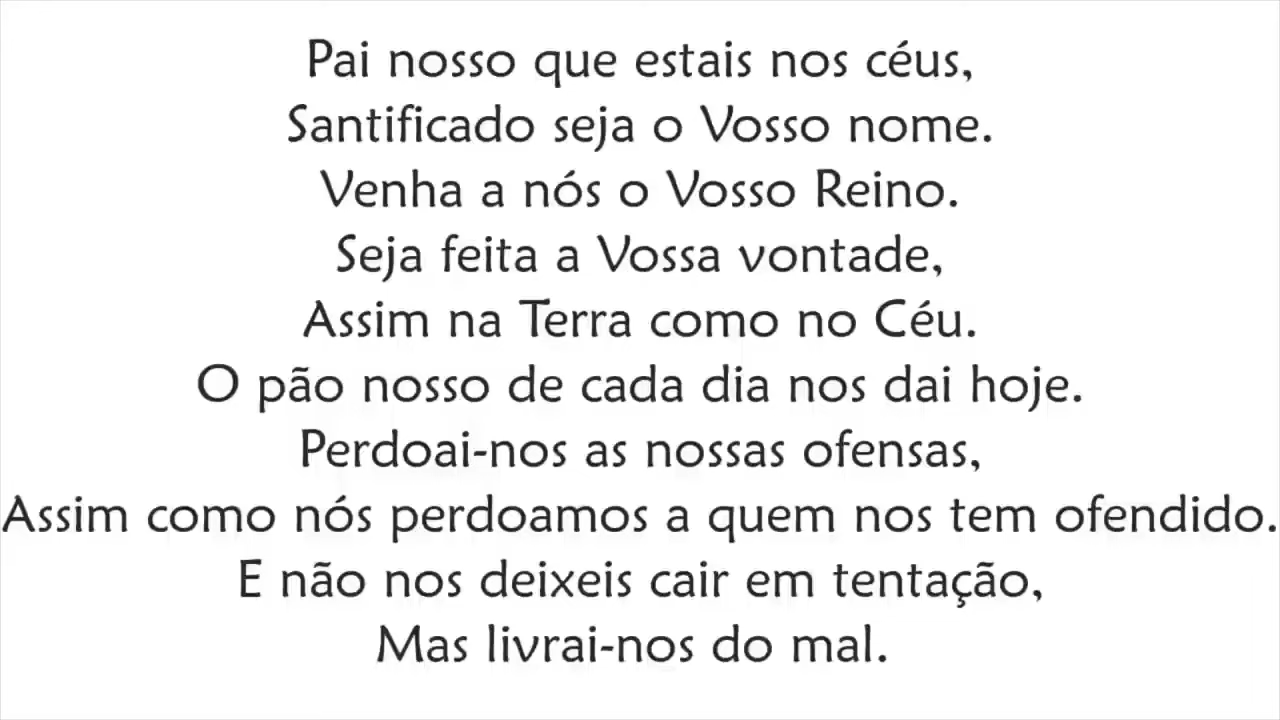 Pai nosso que estais nos céus,
Santificado seja o Vosso nome.
Venha a nós o Vosso Reino.
Seja feita a Vossa vontade,
Assim na Terra como no Céu.
O pão nosso de cada dia nos dai hoje.
Perdoai-nos as nossas ofensas,
Assim como nós perdoamos a quem nos tem ofendido.
E não nos deixeis cair em tentação,
Mas livrai-nos do mal.